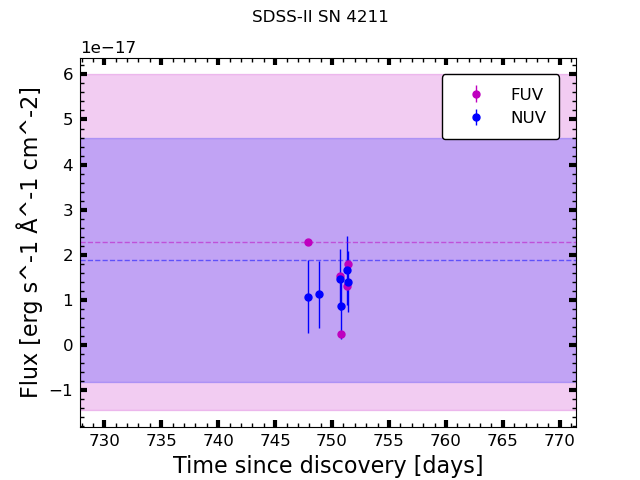 SDSS-II SN 4211
1e−17
6
5
4
3
2
1
0
−1
Flux [erg s^-1 Å^-1 cm^-2]
FUV
NUV
730 735 740 745 750 755 760 765 770
Time since discovery [days]